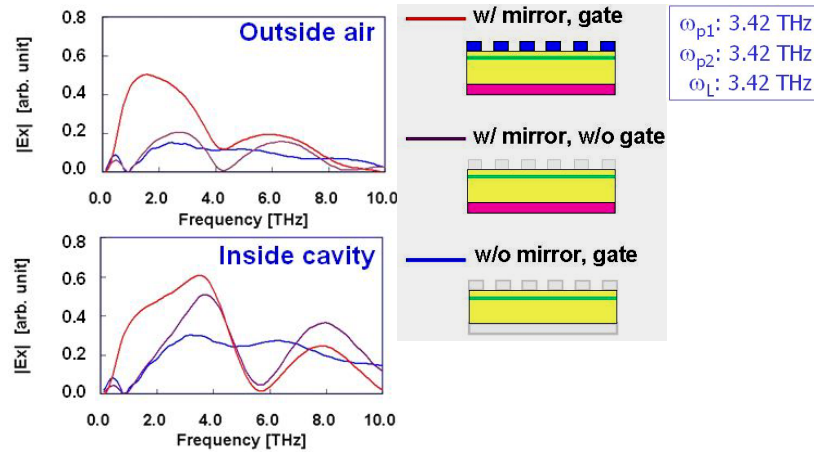 Outside air
|Ex| [arb. unit]
0.8
0.6
0.4
0.2
0.0
0.0 2.0 4.0 6.0 8.0 10.0
Frequency [THz]
Inside cavity
|Ex| [arb. unit]
0.8
0.6
0.4
0.2
0.0
0.0 2.0 4.0 6.0 8.0 10.0
Frequency [THz]
w/ mirror, gate
w/ mirror, w/o gate
w/o mirror, gate
ωp1: 3.42 THz
ωp2: 3.42 THz
ωL: 3.42 THz